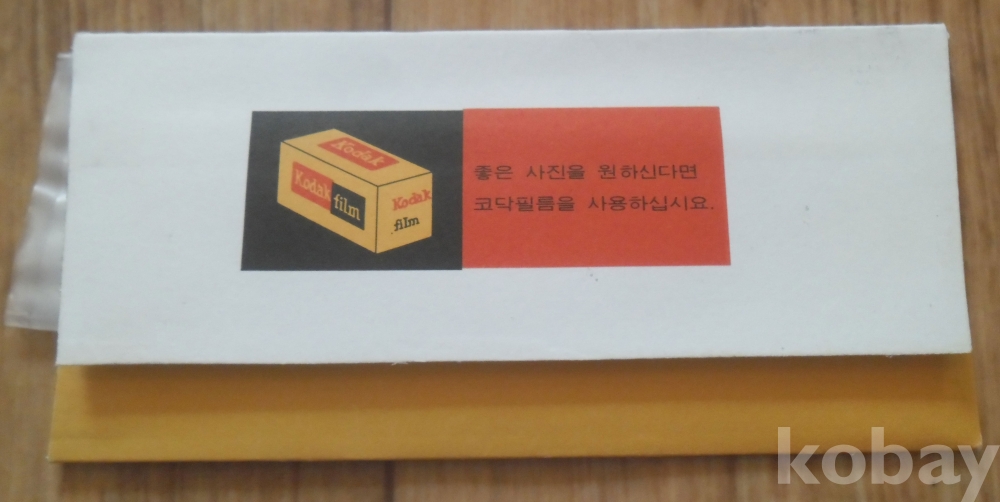 Kodak
Kodak film
Kodak
film
좋은 사진을 원하신다면
코닥필름을 사용하십시요.
kobay